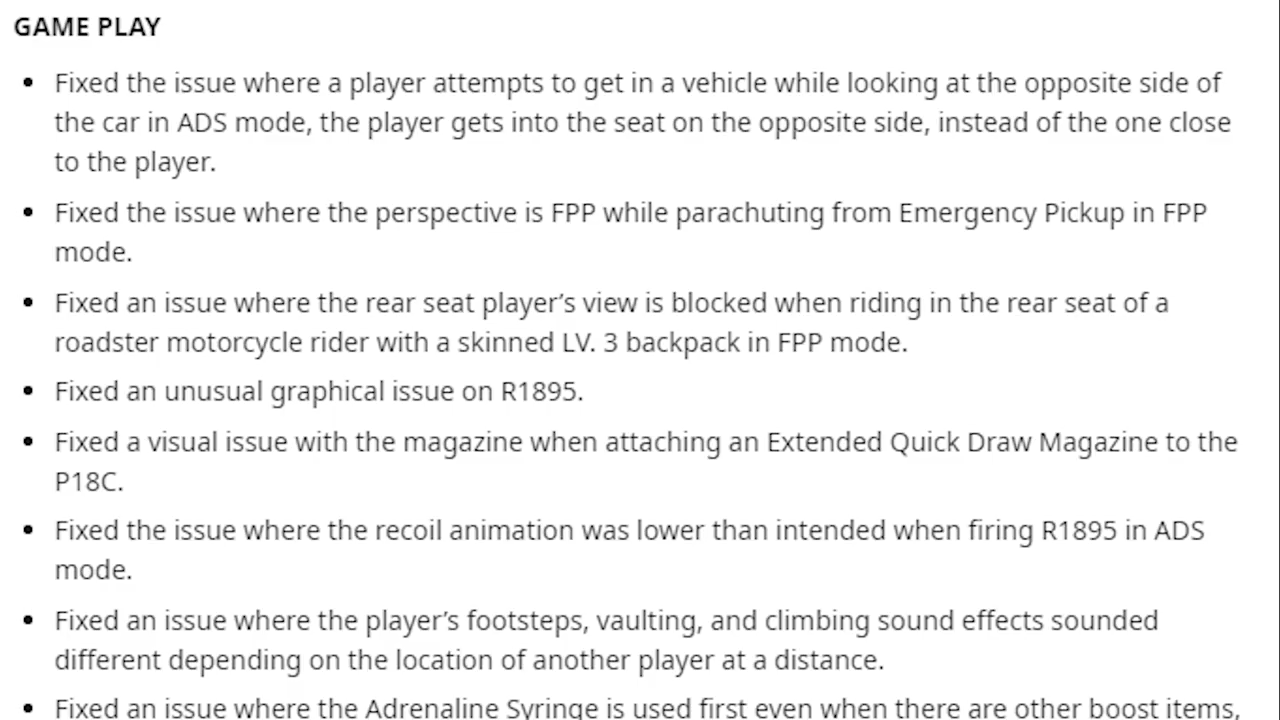 GAME PLAY
• Fixed the issue where a player attempts to get in a vehicle while looking at the opposite side of
the car in ADS mode, the player gets into the seat on the opposite side, instead of the one close
to the player.
• Fixed the issue where the perspective is FPP while parachuting from Emergency Pickup in FPP
mode.
• Fixed an issue where the rear seat player’s view is blocked when riding in the rear seat of a
roadster motorcycle rider with a skinned LV. 3 backpack in FPP mode.
• Fixed an unusual graphical issue on R1895.
• Fixed a visual issue with the magazine when attaching an Extended Quick Draw Magazine to the
P18C.
• Fixed the issue where the recoil animation was lower than intended when firing R1895 in ADS
mode.
• Fixed an issue where the player’s footsteps, vaulting, and climbing sound effects sounded
different depending on the location of another player at a distance.
• Fixed an issue where the Adrenaline Syringe is used first even when there are other boost items,